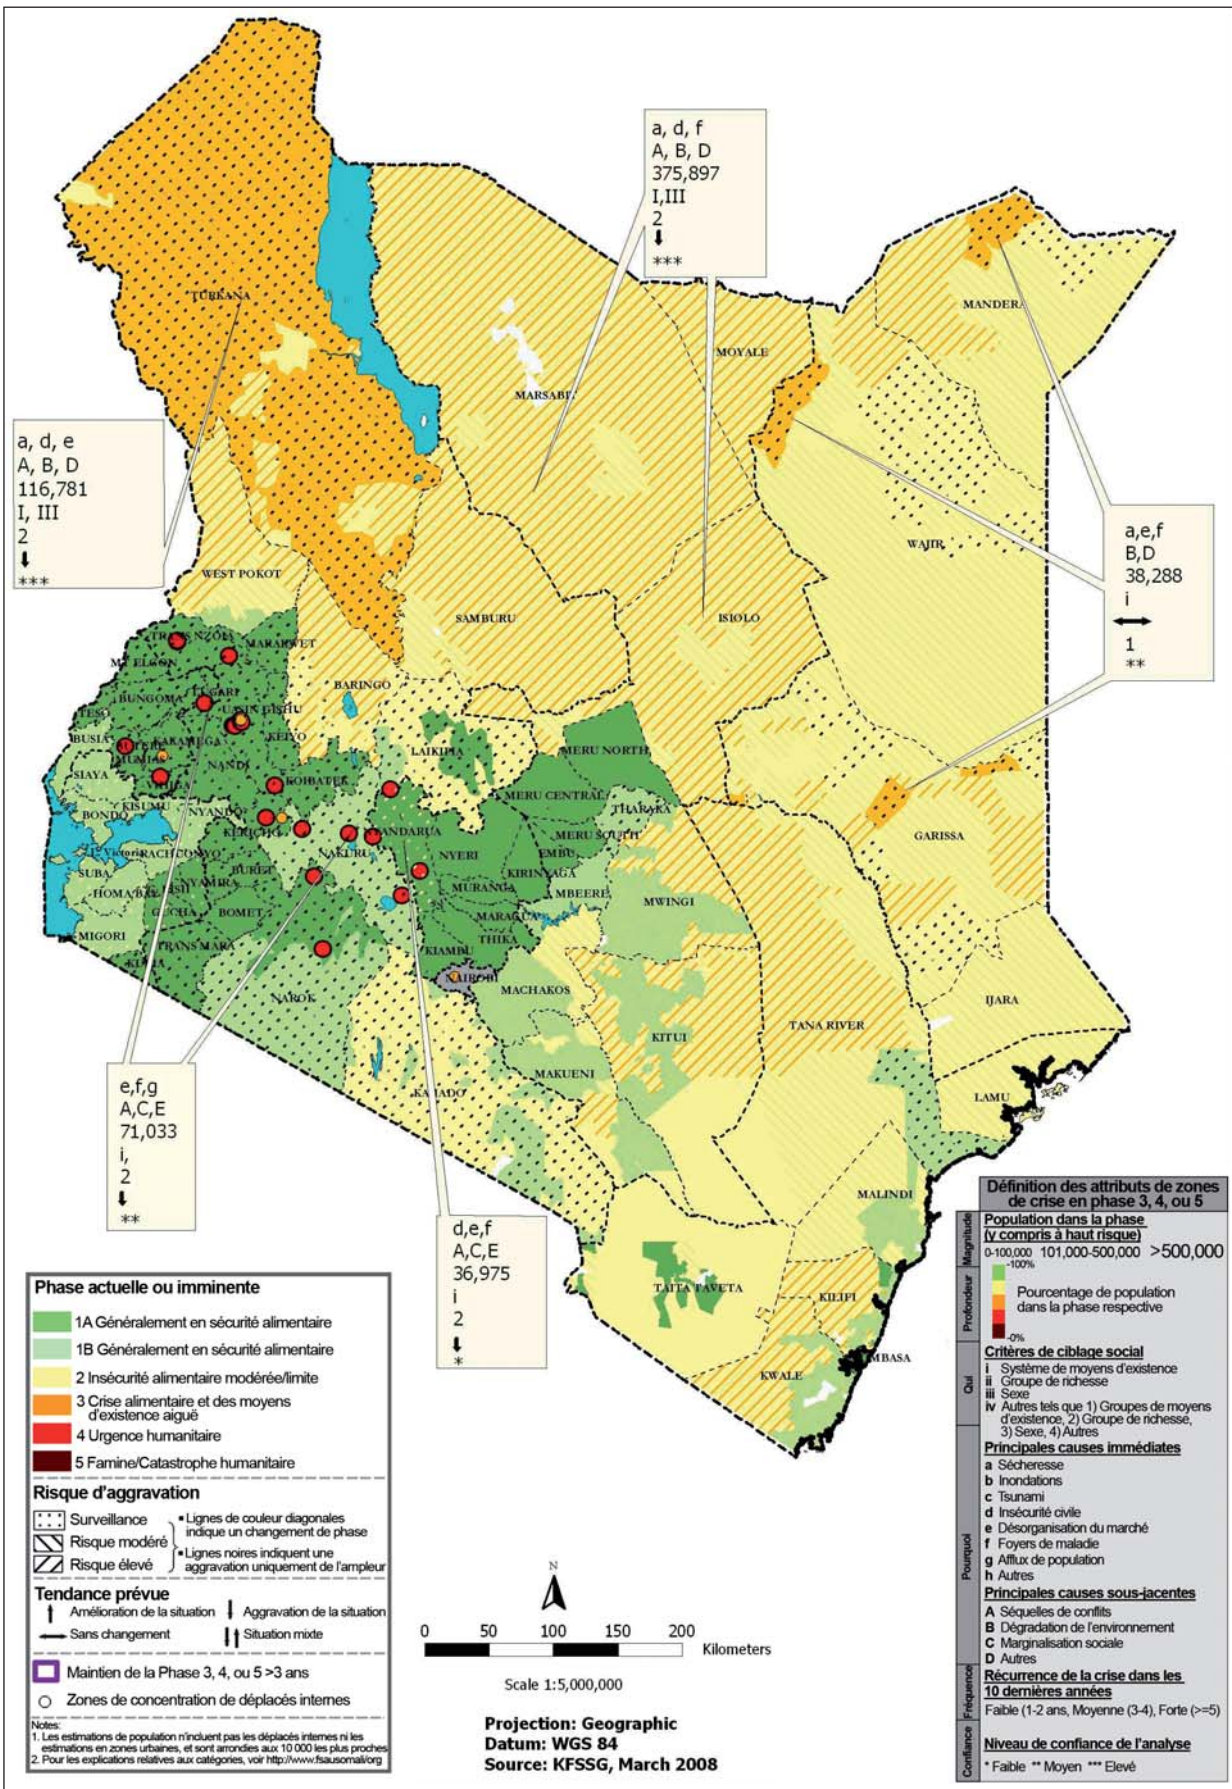 a, d, f
A, B, D
375,897
I,III
2
***
TURKANA
MANDERA
MOYALE
MARSABIT
a, d, e
A, B, D
116,781
I, III
2
***
a,e,f
B,D
38,288
i
1
**
WAJIR
WEST POKOT
SAMBURU
ISIOLO
TRANS NZOIA
MARAKWET
MT ELGON
BARINGO
BUNGOMA
LUGARI
UASIN GISHU
TESO
KEIYO
BUSIA
KAKAMEGA
LAIKIPIA
MERU NORTH
MUMIAS
NANDI
SIAYA
VIHIGA
KOIBATEK
MERU CENTRAL
KISUMU
THARAKA
BONDO
NYANDO
KERICHO
NYANDARUA
MERU SOUTH
GARISSA
L. Victoria
RACHUONYO
NAKURU
NYERI
EMBU
SUBA
NYAMIRA
BURET
KIRINYAGA
HOMA BAY
KISII
MURANGA
MBEERE
MWINGI
GUCHA
BOMET
MARAGUA
MIGORI
TRANS MARA
THIKA
KIAMBU
KURIA
NAIROBI
NAROK
MACHAKOS
IJARA
TANA RIVER
KITUI
MAKUENI
LAMU
e,f,g
A,C,E
71,033
i,
2
**
MALINDI
d,e,f
A,C,E
36,975
i
2
*
TAITA TAVETA
KILIFI
MBASA
KWALE
Phase actuelle ou imminente
1A Généralement en sécurité alimentaire
1B Généralement en sécurité alimentaire
2 Insécurité alimentaire modérée/limite
3 Crise alimentaire et des moyens
d'existence aiguë
4 Urgence humanitaire
5 Famine/Catastrophe humanitaire
Risque d'aggravation
Surveillance
Risque modéré
Risque élevé
▪ Lignes de couleur diagonales
indique un changement de phase
▪ Lignes noires indiquent une
aggravation uniquement de l'ampleur
Tendance prévue
Amélioration de la situation
Aggravation de la situation
Sans changement
Situation mixte
Maintien de la Phase 3, 4, ou 5 >3 ans
Zones de concentration de déplacés internes
Notes:
1. Les estimations de population n'incluent pas les déplacés internes ni les
estimations en zones urbaines, et sont arrondies aux 10 000 les plus proches
2. Pour les explications relatives aux catégories, voir http://www.fsausomali/org
N
0 50 100 150 200
Kilometers
Scale 1:5,000,000
Projection: Geographic
Datum: WGS 84
Source: KFSSG, March 2008
Définition des attributs de zones
de crise en phase 3, 4, ou 5
Magnitude
Population dans la phase
(y compris à haut risque)
0-100,000 101,000-500,000 >500,000
Profondeur
-100%
Pourcentage de population
dans la phase respective
-0%
Qui
Critères de ciblage social
i Système de moyens d'existence
ii Groupe de richesse
iii Sexe
iv Autres tels que 1) Groupes de moyens
d'existence, 2) Groupe de richesse,
3) Sexe, 4) Autres
Pourquoi
Principales causes immédiates
a Sécheresse
b Inondations
c Tsunami
d Insécurité civile
e Désorganisation du marché
f Foyers de maladie
g Afflux de population
h Autres
Principales causes sous-jacentes
A Séquelles de conflits
B Dégradation de l'environnement
C Marginalisation sociale
D Autres
Fréquence
Récurrence de la crise dans les
10 dernières années
Faible (1-2 ans, Moyenne (3-4), Forte (>=5)
Confiance
Niveau de confiance de l'analyse
* Faible ** Moyen *** Elevé